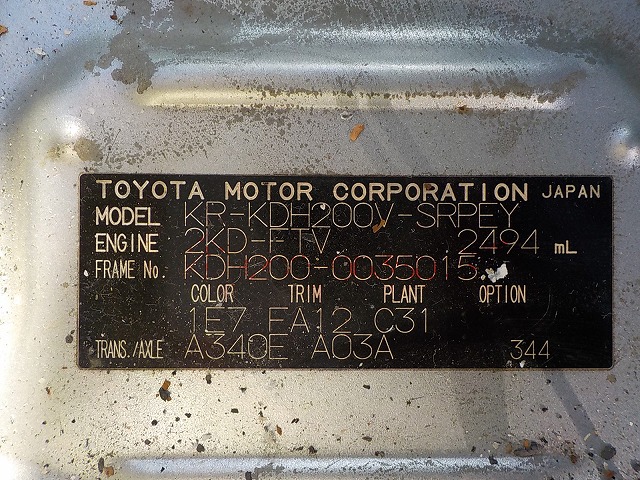 TOYOTA MOTOR CORPORATION JAPAN
MODEL KR-KDH200V-SRPEY
ENGINE 2KD-FTV 2494 mL
FRAME No. KDH200-0035015
COLOR TRIM PLANT OPTION
1E7 FA12 C31
TRANS./AXLE A340E A03A 344